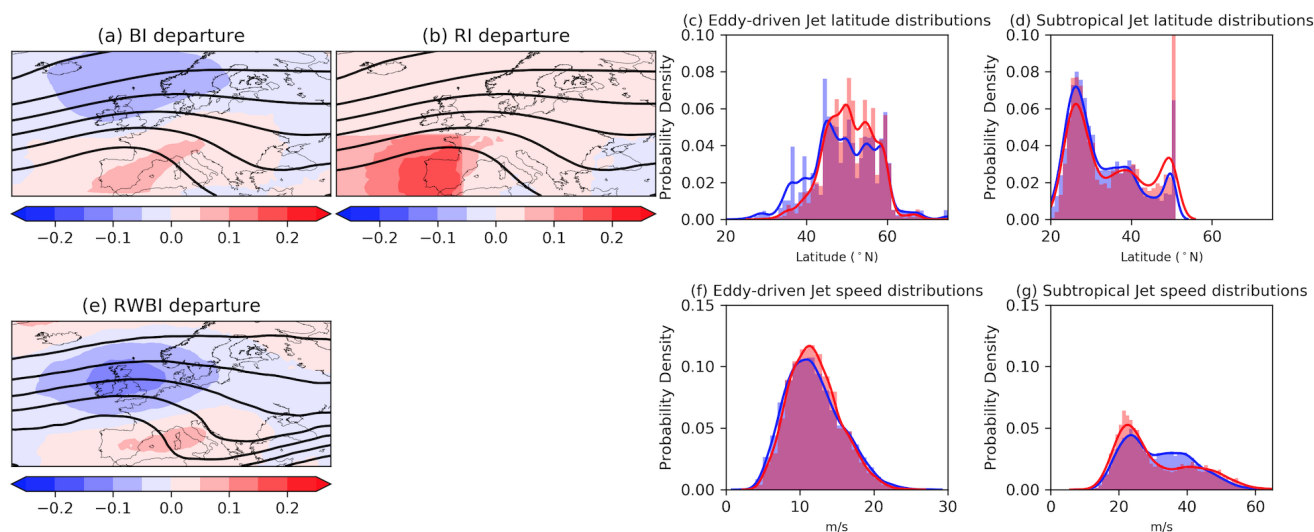 (a) BI departure
−0.2 −0.1 0.0 0.1 0.2
(b) RI departure
−0.2 −0.1 0.0 0.1 0.2
(c) Eddy-driven Jet latitude distributions
Probability Density
0.10
0.08
0.06
0.04
0.02
0.00
20 40 60
Latitude (°N)
(d) Subtropical Jet latitude distributions
Probability Density
0.10
0.08
0.06
0.04
0.02
0.00
20 40 60
Latitude (°N)
(e) RWBI departure
−0.2 −0.1 0.0 0.1 0.2
(f) Eddy-driven Jet speed distributions
Probability Density
0.15
0.10
0.05
0.00
0 10 20 30
m/s
(g) Subtropical Jet speed distributions
Probability Density
0.15
0.10
0.05
0.00
0 20 40 60
m/s